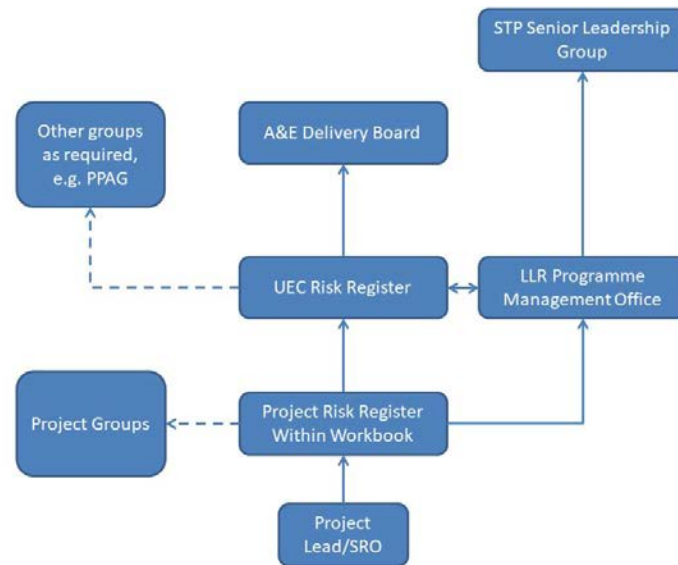 STP Senior Leadership
Group
Other groups
as required,
e.g. PPAG
A&E Delivery Board
UEC Risk Register
LLR Programme
Management Office
Project Groups
Project Risk Register
Within Workbook
Project
Lead/SRO